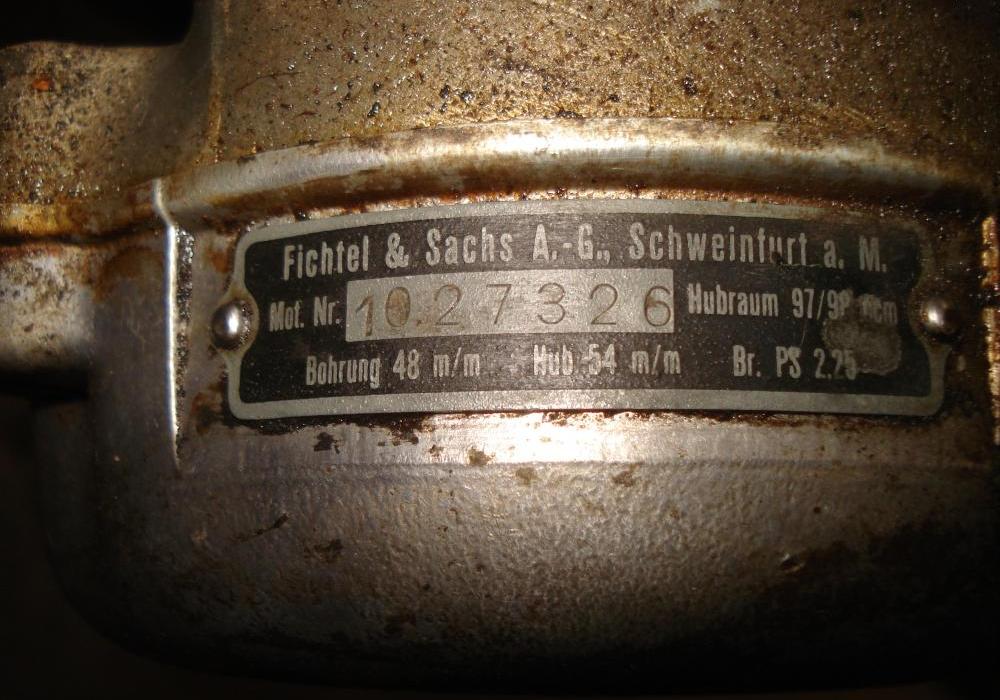 Fichtel & Sachs A.-G., Schweinfurt a. M.
Mot. Nr. 1027326 Hubraum 97/98 ccm
Bohrung 48 m/m Hub 54 m/m Br. PS 2.25